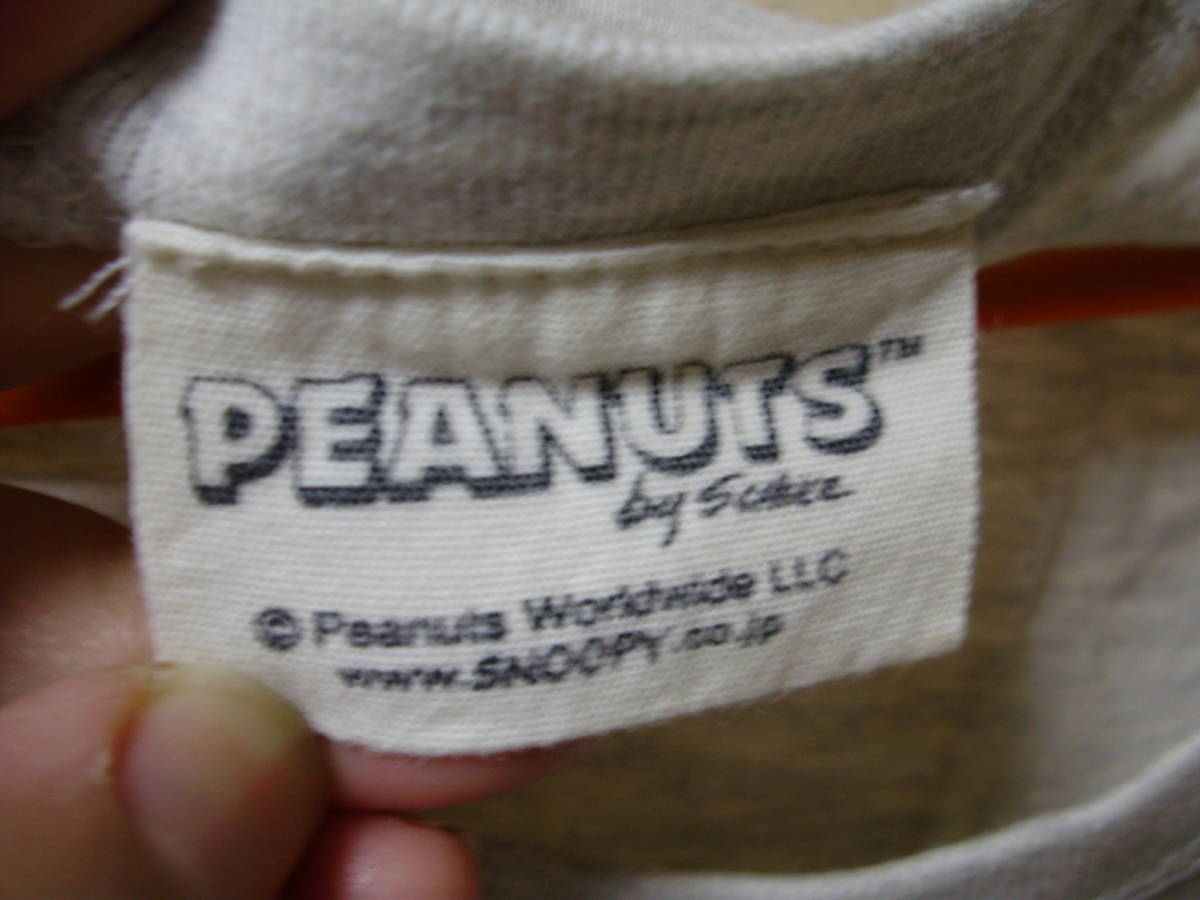 PEANUTS™
by Schulz
© Peanuts Worldwide LLC
www.SNOOPY.co.jp